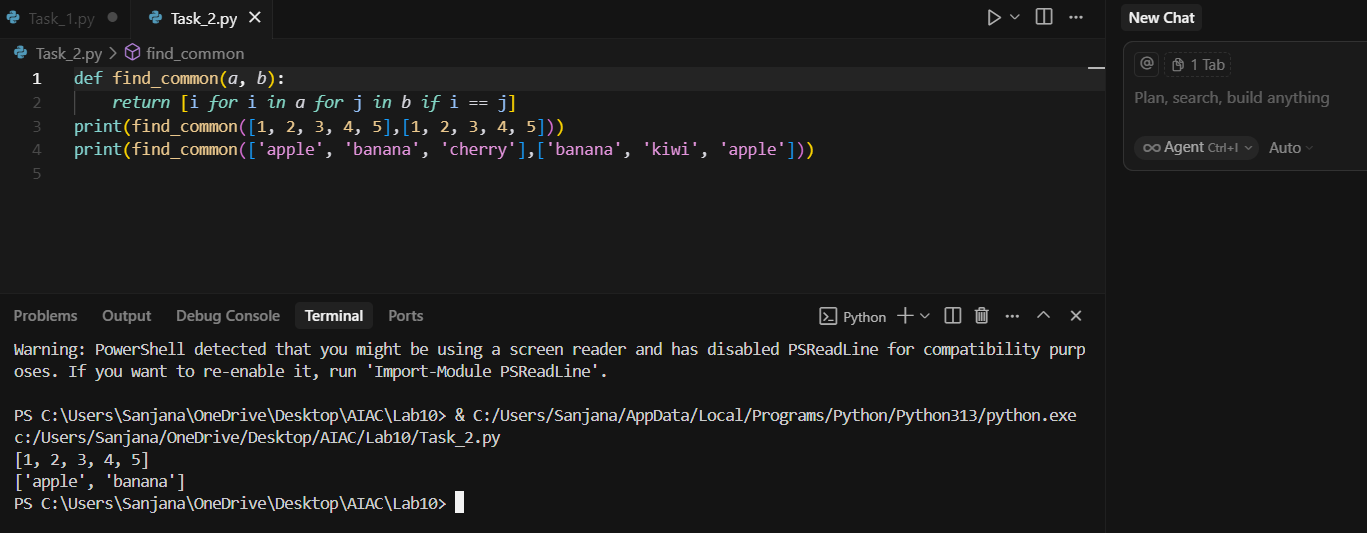 Task_1.py
Task_2.py
Task_2.py > find_common
1 def find_common(a, b):
2     return [i for i in a for j in b if i == j]
3 print(find_common([1, 2, 3, 4, 5],[1, 2, 3, 4, 5]))
4 print(find_common(['apple', 'banana', 'cherry'],['banana', 'kiwi', 'apple']))
5
New Chat
@ 1 Tab
Plan, search, build anything
Agent Ctrl+I Auto
Problems Output Debug Console Terminal Ports
Python
Warning: PowerShell detected that you might be using a screen reader and has disabled PSReadLine for compatibility purp
oses. If you want to re-enable it, run 'Import-Module PSReadLine'.
PS C:\Users\Sanjana\OneDrive\Desktop\AIAC\Lab10> & C:/Users/Sanjana/AppData/Local/Programs/Python/Python313/python.exe
c:/Users/Sanjana/OneDrive/Desktop/AIAC/Lab10/Task_2.py
[1, 2, 3, 4, 5]
['apple', 'banana']
PS C:\Users\Sanjana\OneDrive\Desktop\AIAC\Lab10>